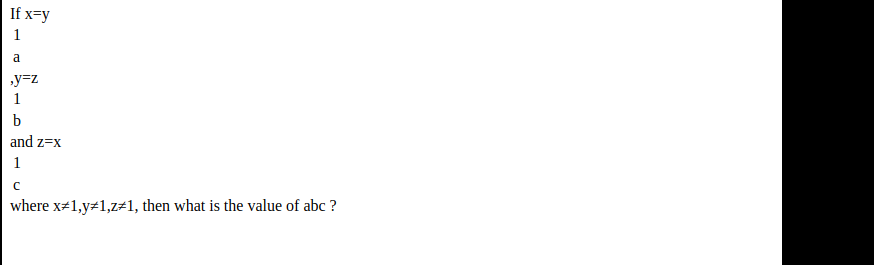 If x=y
1
a
,y=z
1
b
and z=x
1
c
where x≠1,y≠1,z≠1, then what is the value of abc ?